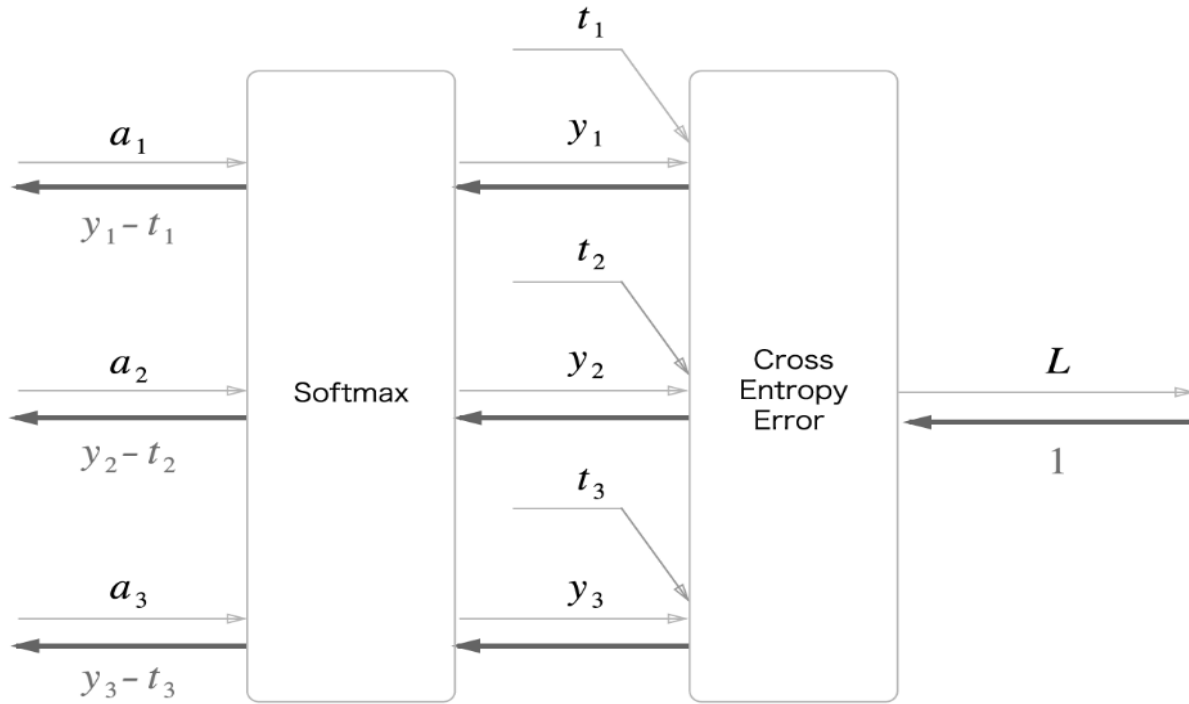 t₁
a₁
y₁
y₁ − t₁
t₂
a₂
y₂
Softmax
Cross
Entropy
Error
L
y₂ − t₂
1
t₃
a₃
y₃
y₃ − t₃